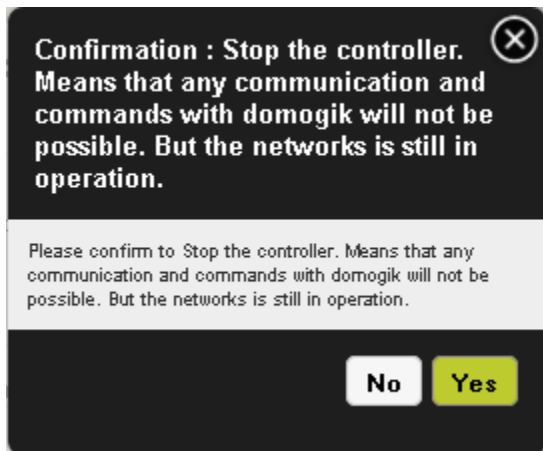 Confirmation : Stop the controller.
Means that any communication and
commands with domogik will not be
possible. But the networks is still in
operation.
Please confirm to Stop the controller. Means that any
communication and commands with domogik will not be
possible. But the networks is still in operation.
No
Yes